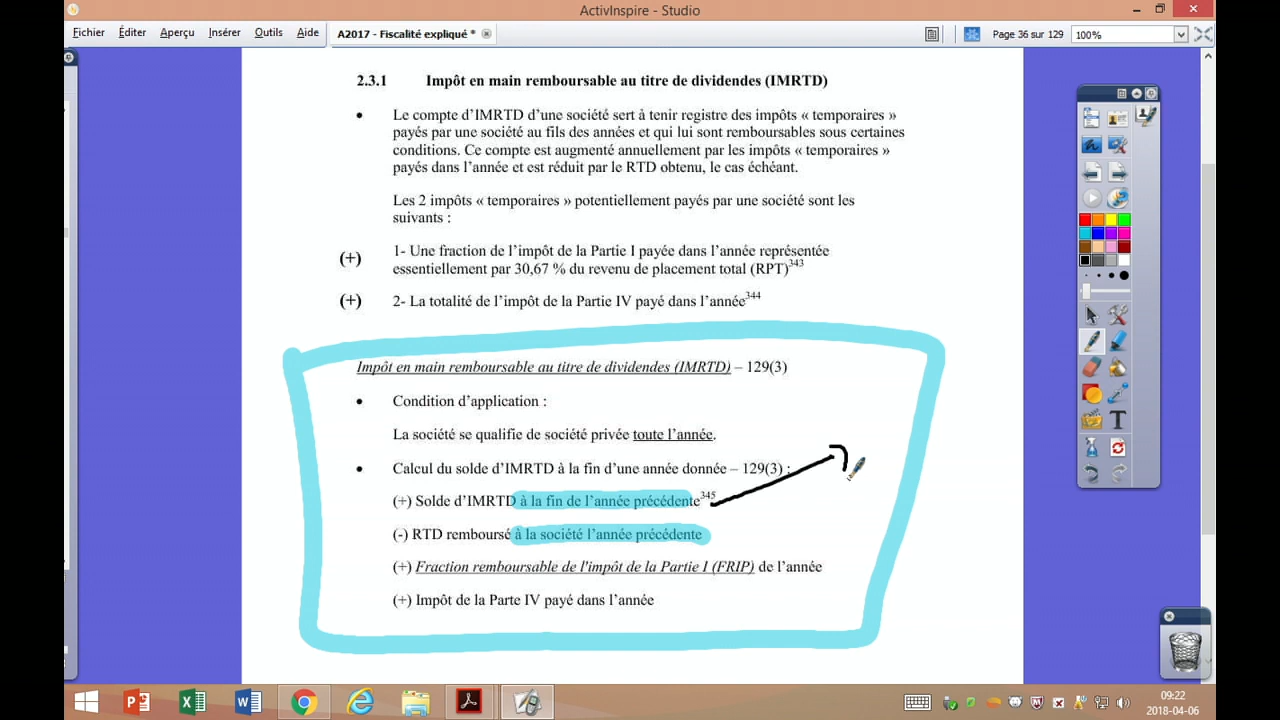 ActivInspire - Studio
Fichier Éditer Aperçu Insérer Outils Aide A2017 - Fiscalité expliqué * Page 36 sur 129 100%
2.3.1 Impôt en main remboursable au titre de dividendes (IMRTD)
• Le compte d’IMRTD d’une société sert à tenir registre des impôts « temporaires »
payés par une société au fils des années et qui lui sont remboursables sous certaines
conditions. Ce compte est augmenté annuellement par les impôts « temporaires »
payés dans l’année et est réduit par le RTD obtenu, le cas échéant.
Les 2 impôts « temporaires » potentiellement payés par une société sont les
suivants :
(+) 1- Une fraction de l’impôt de la Partie I payée dans l’année représentée
essentiellement par 30,67 % du revenu de placement total (RPT)343
(+) 2- La totalité de l’impôt de la Partie IV payé dans l’année344
Impôt en main remboursable au titre de dividendes (IMRTD) – 129(3)
• Condition d’application :
La société se qualifie de société privée toute l’année.
• Calcul du solde d’IMRTD à la fin d’une année donnée – 129(3) :
(+) Solde d’IMRTD à la fin de l’année précédente345
(-) RTD remboursé à la société l’année précédente
(+) Fraction remboursable de l'impôt de la Partie I (FRIP) de l’année
(+) Impôt de la Parte IV payé dans l’année
09:22
2018-04-06